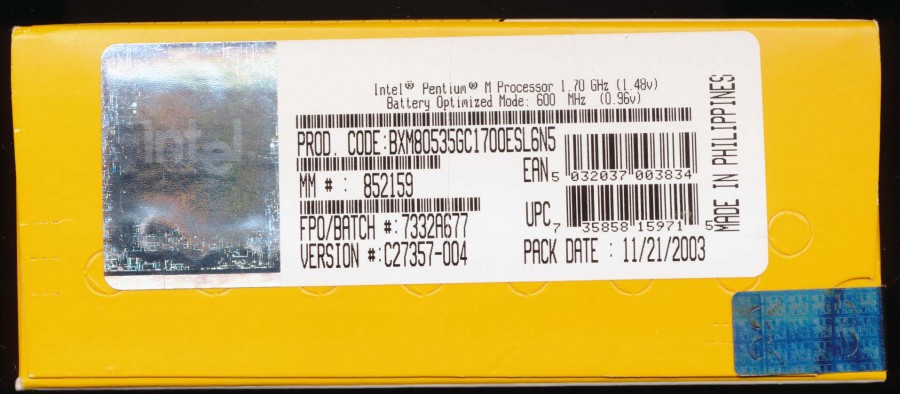 intel
Intel® Pentium® M Processor 1.70 GHz (1.48v)
Battery Optimized Mode: 600 MHz (0.96v)
PROD. CODE:BXM80535GC1700ESL6N5
MM # : 852159
FPO/BATCH #:7332A677
VERSION #:C27357-004
EAN 5 032037 003834
UPC 7 35858 15971 5
PACK DATE : 11/21/2003
MADE IN PHILIPPINES